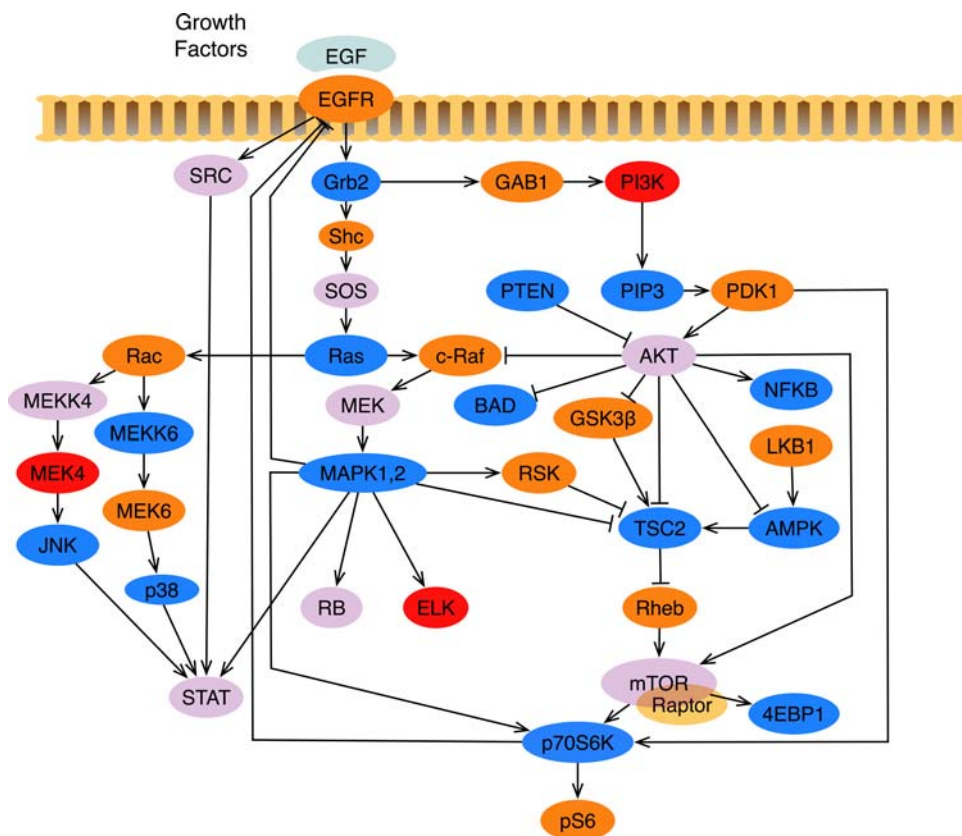 Growth
Factors
EGF
EGFR
SRC
Grb2
GAB1
PI3K
Shc
SOS
PTEN
PIP3
PDK1
Rac
Ras
c-Raf
AKT
MEKK4
MEK
BAD
GSK3β
NFKB
MEKK6
LKB1
MEK4
MAPK1,2
RSK
MEK6
JNK
TSC2
AMPK
p38
RB
ELK
Rheb
STAT
mTOR
Raptor
4EBP1
p70S6K
pS6